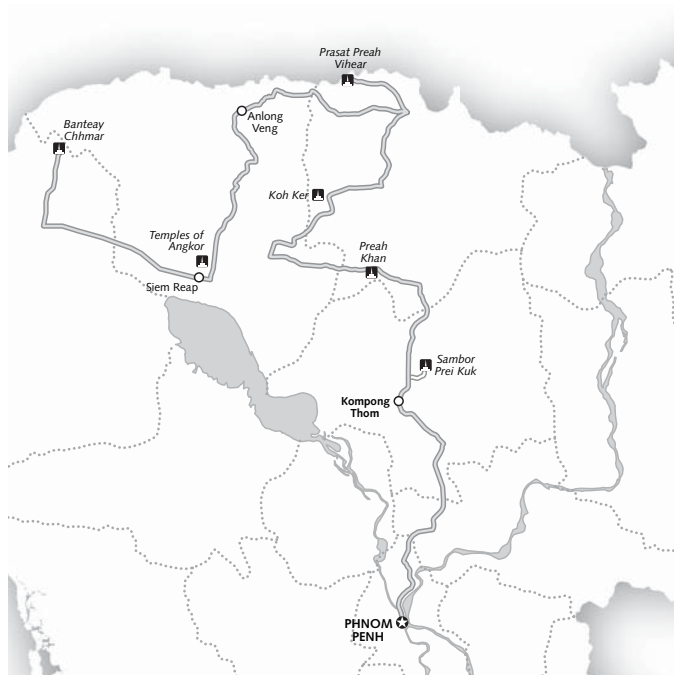 Prasat Preah
Vihear
Anlong
Veng
Banteay
Chhmar
Koh Ker
Temples of
Angkor
Preah
Khan
Siem Reap
Sambor
Prei Kuk
Kompong
Thom
PHNOM
PENH